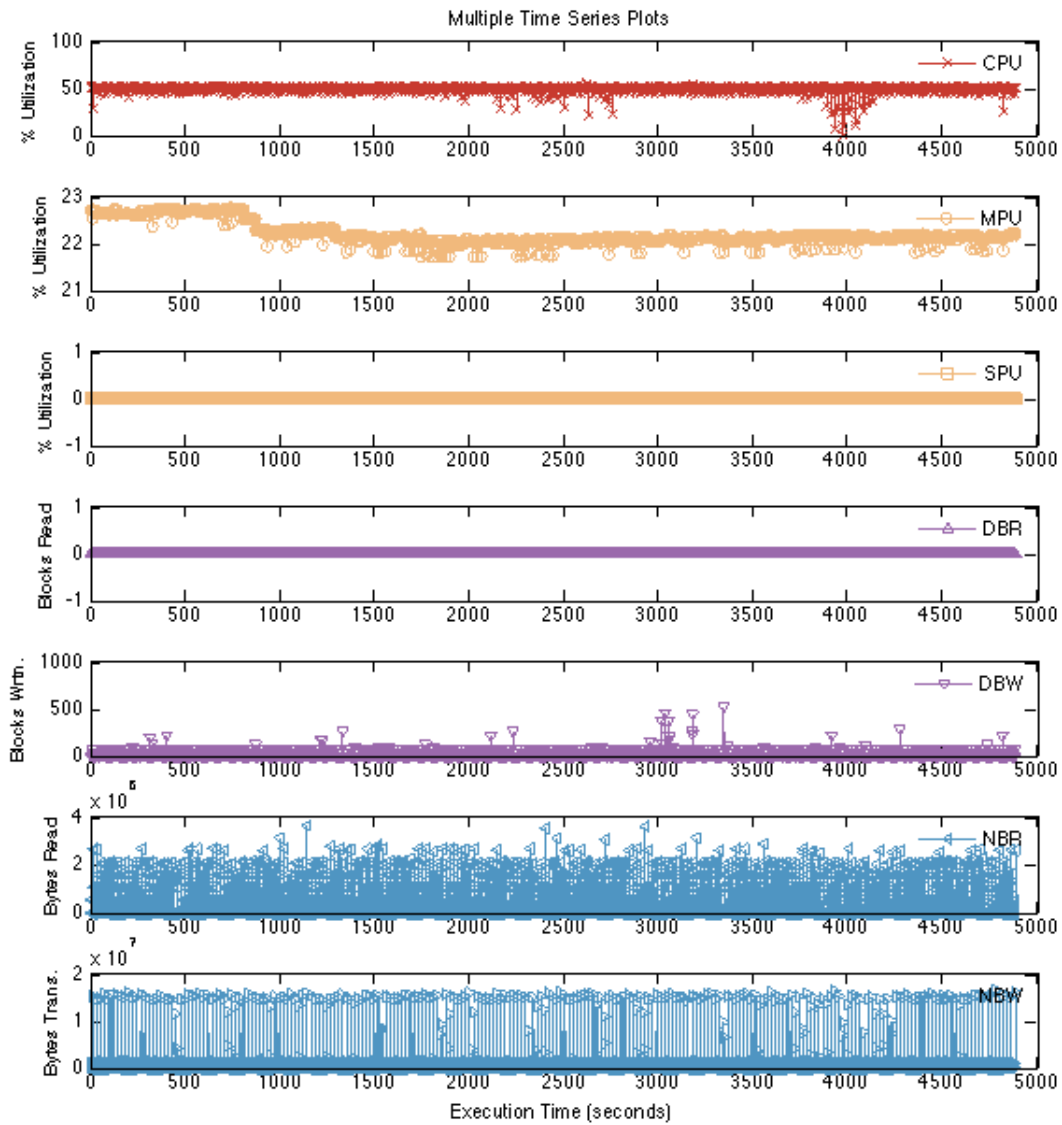 Multiple Time Series Plots
% Utilization
100
50
0
CPU
0 500 1000 1500 2000 2500 3000 3500 4000 4500 5000
% Utilization
23
22
21
MPU
0 500 1000 1500 2000 2500 3000 3500 4000 4500 5000
% Utilization
1
0
-1
SPU
0 500 1000 1500 2000 2500 3000 3500 4000 4500 5000
Blocks Read
1
0
-1
DBR
0 500 1000 1500 2000 2500 3000 3500 4000 4500 5000
Blocks Wrtn.
1000
500
0
DBW
0 500 1000 1500 2000 2500 3000 3500 4000 4500 5000
Bytes Read
x 10
4
2
0
NBR
0 500 1000 1500 2000 2500 3000 3500 4000 4500 5000
Bytes Trans.
x 10^7
2
1
0
NBW
0 500 1000 1500 2000 2500 3000 3500 4000 4500 5000
Execution Time (seconds)